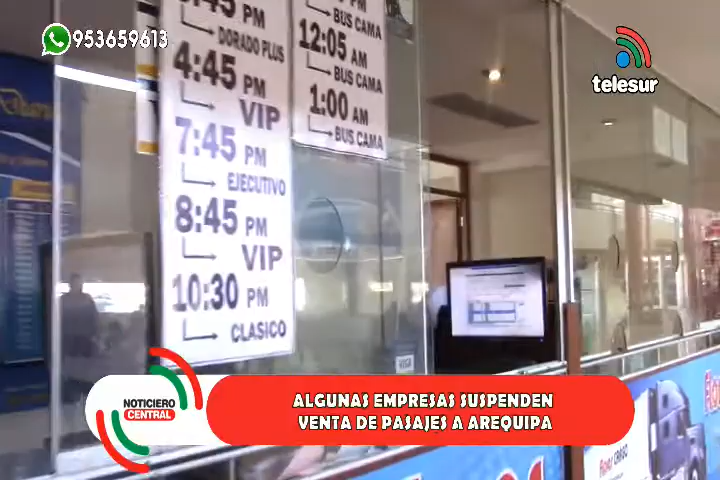 953659613
telesur
PM
DORADO PLUS
4:45 PM
VIP
7:45 PM
EJECUTIVO
8:45 PM
VIP
10:30 PM
CLASICO
BUS CAMA
12:05 AM
BUS CAMA
1:00 AM
BUS CAMA
NOTICIERO
CENTRAL
ALGUNAS EMPRESAS SUSPENDEN
VENTA DE PASAJES A AREQUIPA
CARGO